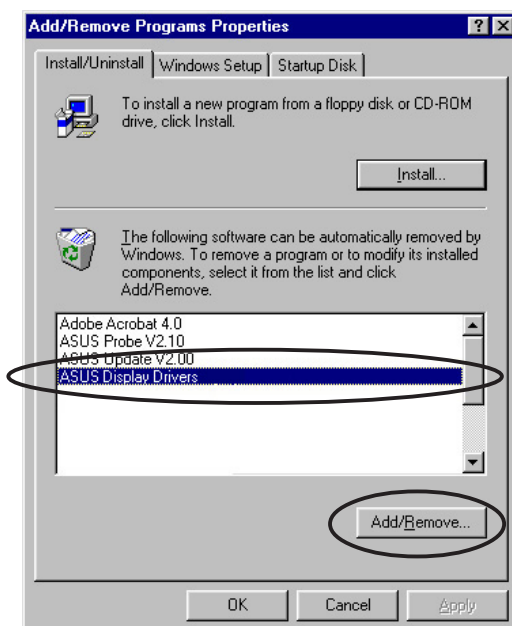 Add/Remove Programs Properties
Install/Uninstall Windows Setup Startup Disk
To install a new program from a floppy disk or CD-ROM
drive, click Install.
Install...
The following software can be automatically removed by
Windows. To remove a program or to modify its installed
components, select it from the list and click
Add/Remove.
Adobe Acrobat 4.0
ASUS Probe V2.10
ASUS Update V2.00
ASUS Display Drivers
Add/Remove...
OK Cancel Apply